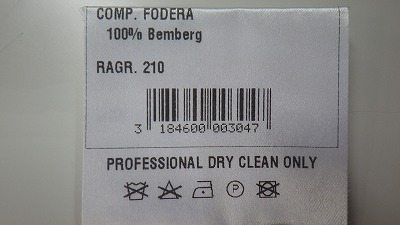 COMP. FODERA
100% Bemberg
RAGR. 210
3 184600 003047
PROFESSIONAL DRY CLEAN ONLY
P